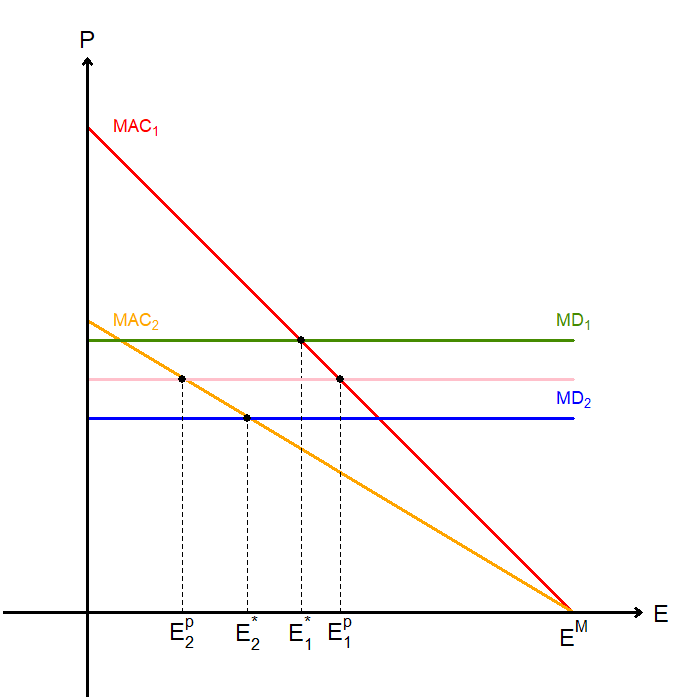 P
MAC₁
MAC₂
MD₁
MD₂
E
E₂ᵖ
E₂*
E₁*
E₁ᵖ
Eᴹ